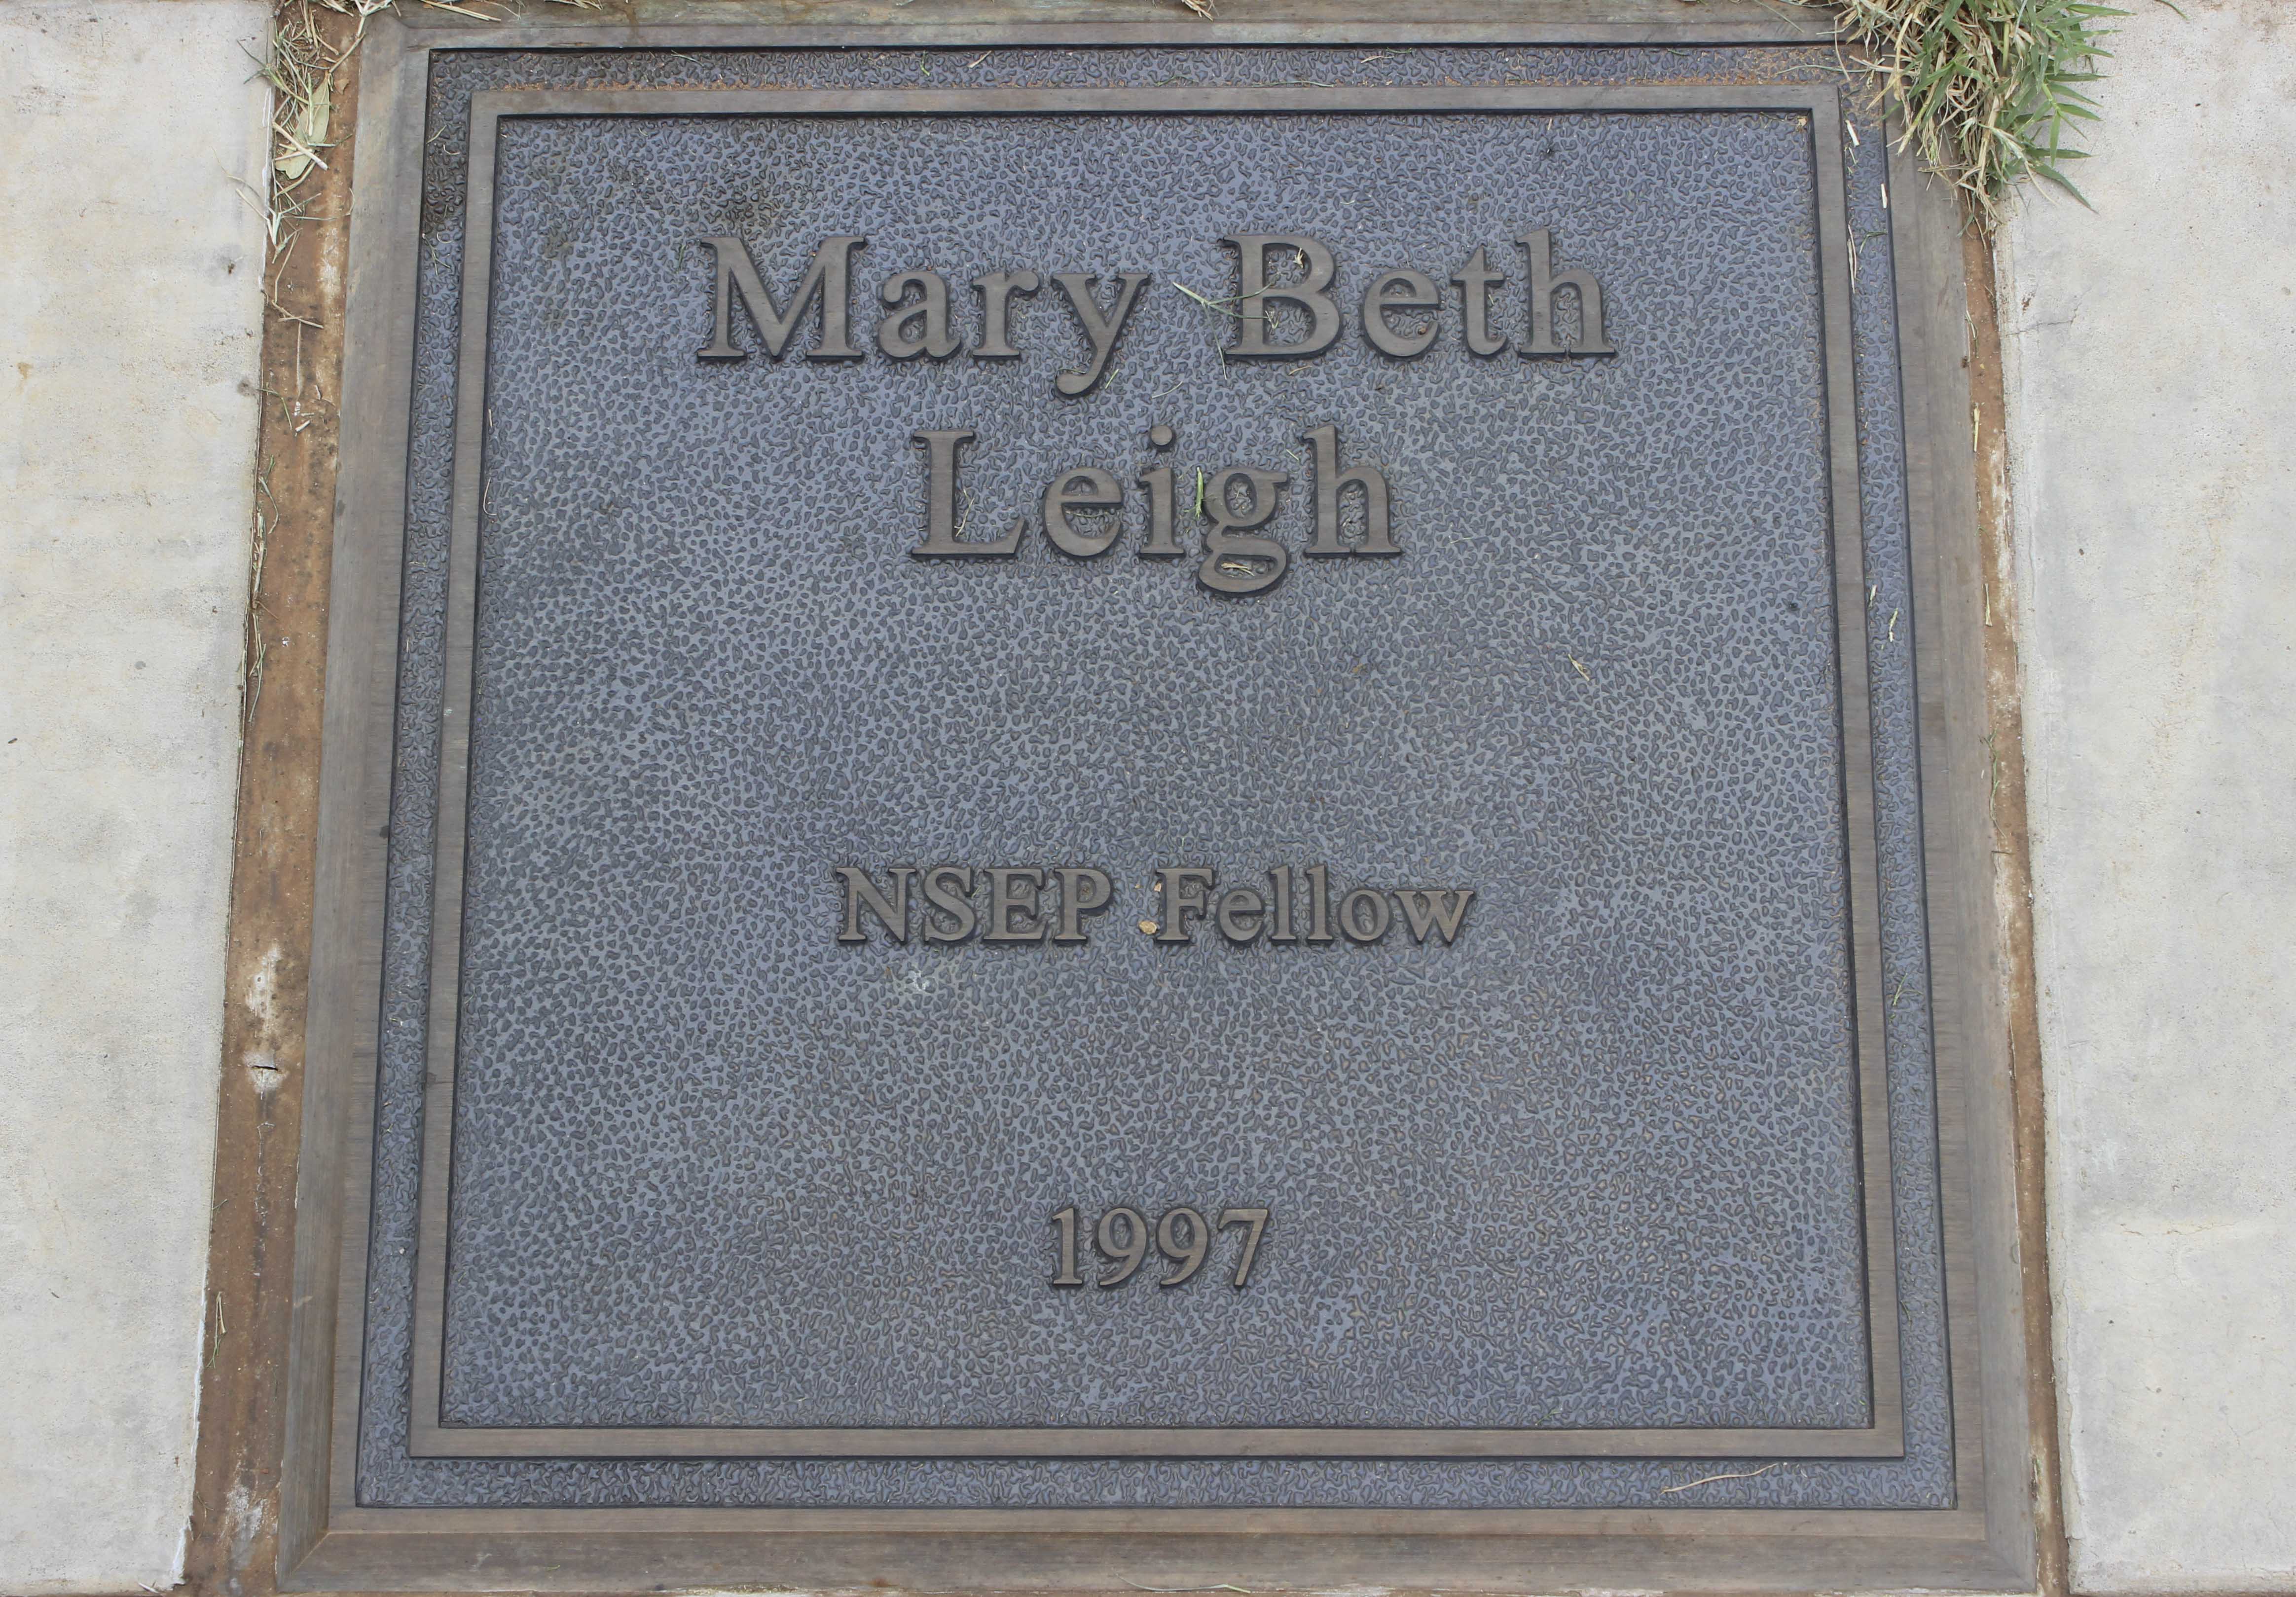 Mary Beth
Leigh
NSEP Fellow
1997